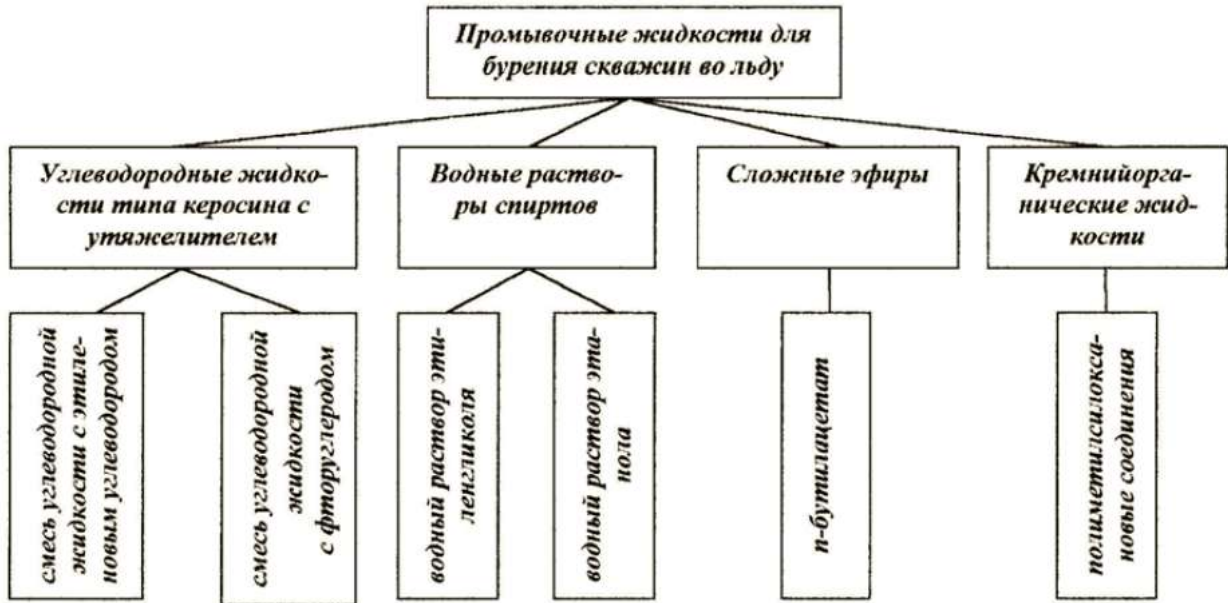 Промывочные жидкости для
бурения скважин во льду
Углеводородные жидко-
сти типа керосина с
утяжелителем
Водные раство-
ры спиртов
Сложные эфиры
Кремнийорга-
нические жид-
кости
смесь углеводородной
жидкости с этиле-
новым углеводородом
смесь углеводородной
жидкости
с фторуглеродом
водный раствор эти-
ленгликоля
водный раствор эта-
нола
п-бутилацетат
полиметилсилокса-
новые соединения